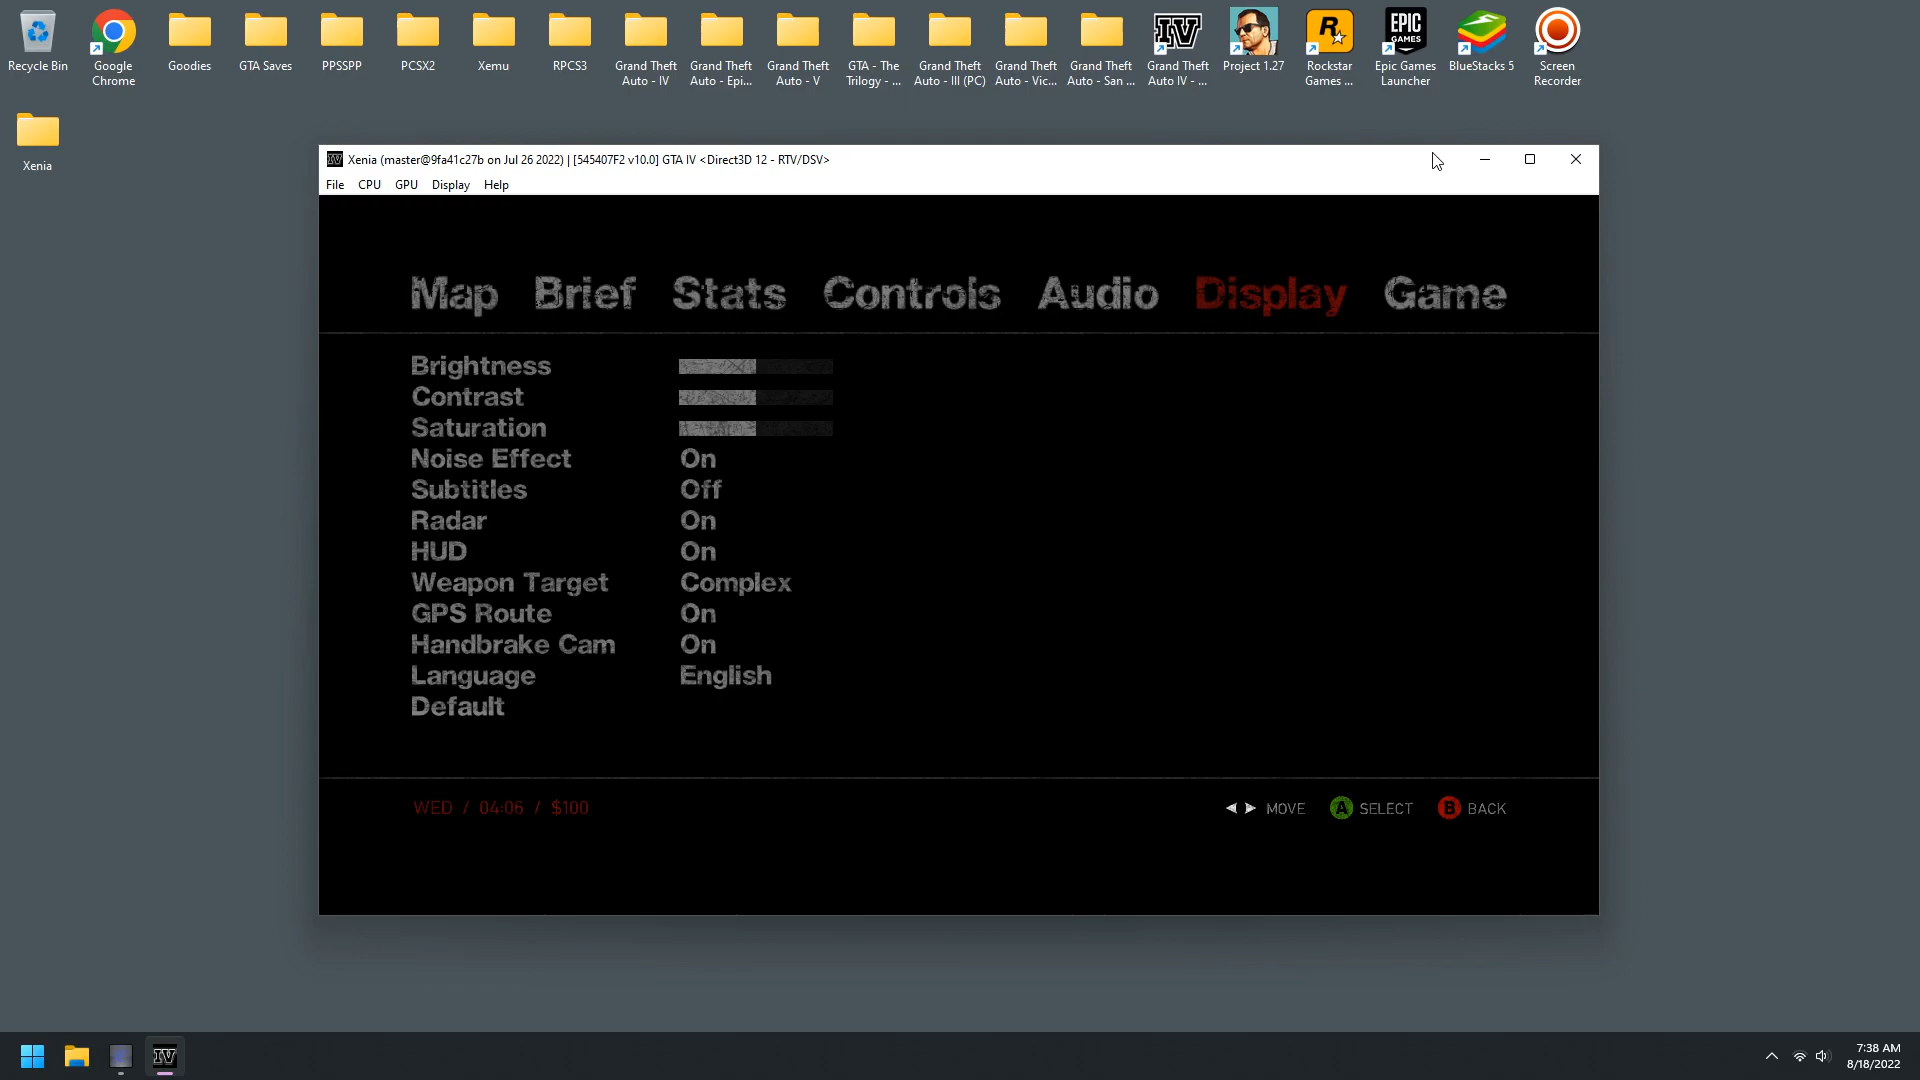 Recycle Bin
Google Chrome
Goodies
GTA Saves
PPSSPP
PCSX2
Xemu
RPCS3
Grand Theft Auto - IV
Grand Theft Auto - Epi...
Grand Theft Auto - V
GTA - The Trilogy - ...
Grand Theft Auto - III (PC)
Grand Theft Auto - Vic...
Grand Theft Auto - San ...
IV
Grand Theft Auto IV - ...
Project 1.27
R
Rockstar Games ...
EPIC GAMES
Epic Games Launcher
BlueStacks 5
Screen Recorder
Xenia
IV
Xenia (master@9fa41c27b on Jul 26 2022) | [545407F2 v10.0] GTA IV <Direct3D 12 - RTV/DSV>
File CPU GPU Display Help
Map Brief Stats Controls Audio Display Game
Brightness
Contrast
Saturation
Noise Effect On
Subtitles Off
Radar On
HUD On
Weapon Target Complex
GPS Route On
Handbrake Cam On
Language English
Default
WED / 04:06 / $100
MOVE A SELECT B BACK
IV
7:38 AM
8/18/2022